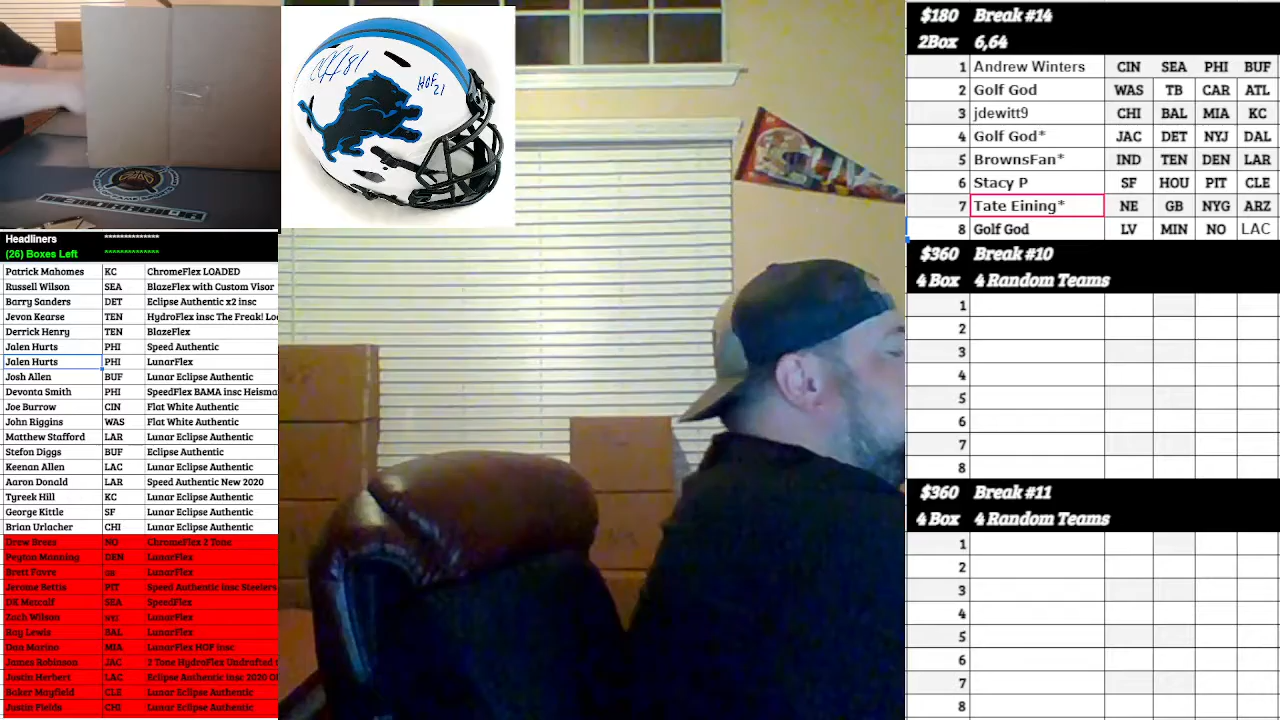 Headliners **************
(26) Boxes Left **************
Patrick Mahomes KC ChromeFlex LOADED
Russell Wilson SEA BlazeFlex with Custom Visor
Barry Sanders DET Eclipse Authentic x2 insc
Jevon Kearse TEN HydroFlex insc The Freak!
Derrick Henry TEN BlazeFlex
Jalen Hurts PHI Speed Authentic
Jalen Hurts PHI LunarFlex
Josh Allen BUF Lunar Eclipse Authentic
Devonta Smith PHI SpeedFlex BAMA insc Heisma
Joe Burrow CIN Flat White Authentic
John Riggins WAS Flat White Authentic
Matthew Stafford LAR Lunar Eclipse Authentic
Stefon Diggs BUF Eclipse Authentic
Keenan Allen LAC Lunar Eclipse Authentic
Aaron Donald LAR Speed Authentic New 2020
Tyreek Hill KC Lunar Eclipse Authentic
George Kittle SF Lunar Eclipse Authentic
Brian Urlacher CHI Lunar Eclipse Authentic
Drew Brees NO ChromeFlex 2 Tone
Peyton Manning DEN LunarFlex
Brett Favre GB LunarFlex
Jerome Bettis PIT Speed Authentic insc Steelers
DK Metcalf SEA SpeedFlex
Zach Wilson NYJ LunarFlex
Ray Lewis BAL LunarFlex
Dan Marino MIA LunarFlex HOF insc
James Robinson JAC 2 Tone HydroFlex Undrafted
Justin Herbert LAC Eclipse Authentic inst 2020
Baker Mayfield CLE Lunar Eclipse Authentic
Justin Fields CHI Lunar Eclipse Authentic
81
HOF 21
$180 Break #14
2Box 6,64
1 Andrew Winters CIN SEA PHI BUF
2 Golf God WAS TB CAR ATL
3 jdewitt9 CHI BAL MIA KC
4 Golf God* JAC DET NYJ DAL
5 BrownsFan* IND TEN DEN LAR
6 Stacy P SF HOU PIT CLE
7 Tate Eining* NE GB NYG ARZ
8 Golf God LV MIN NO LAC
$360 Break #10
4 Box 4 Random Teams
1
2
3
4
5
6
7
8
$360 Break #11
4 Box 4 Random Teams
1
2
3
4
5
6
7
8